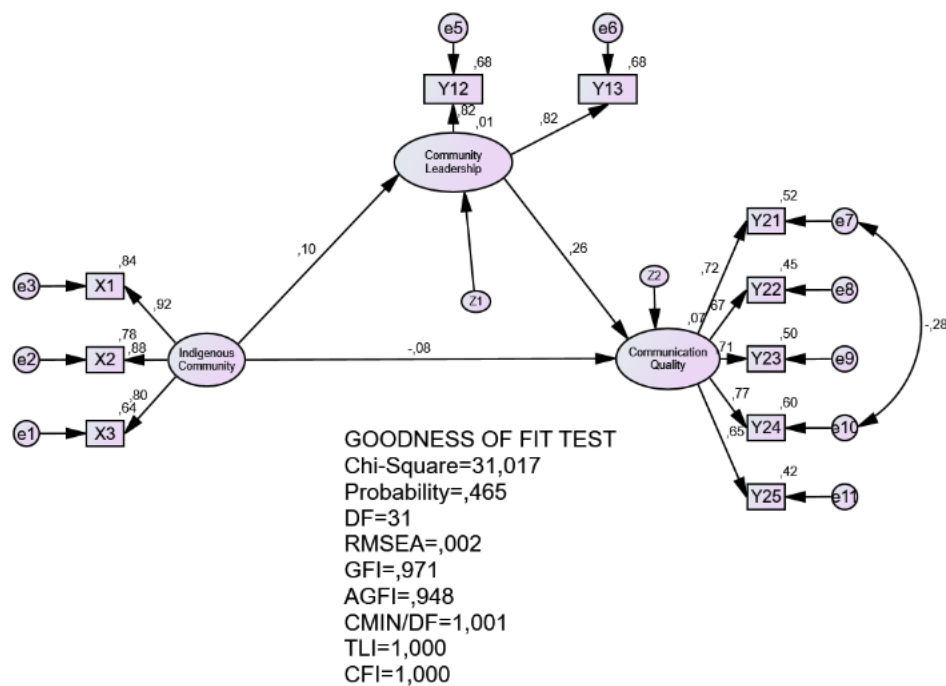 e5
e6
,68
,68
Y12
Y13
,82
,01
,82
Community
Leadership
,52
Y21
e7
,10
,26
,72
,45
Z2
Y22
e8
,84
e3
X1
Z1
,67
,07
-,28
,92
,50
,78
e2
X2
,88
Indigenous
Community
-,08
Communication
Quality
,71
Y23
e9
,80
,77
,60
,64
e1
X3
,65
Y24
e10
GOODNESS OF FIT TEST
Chi-Square=31,017
,42
Probability=,465
Y25
e11
DF=31
RMSEA=,002
GFI=,971
AGFI=,948
CMIN/DF=1,001
TLI=1,000
CFI=1,000